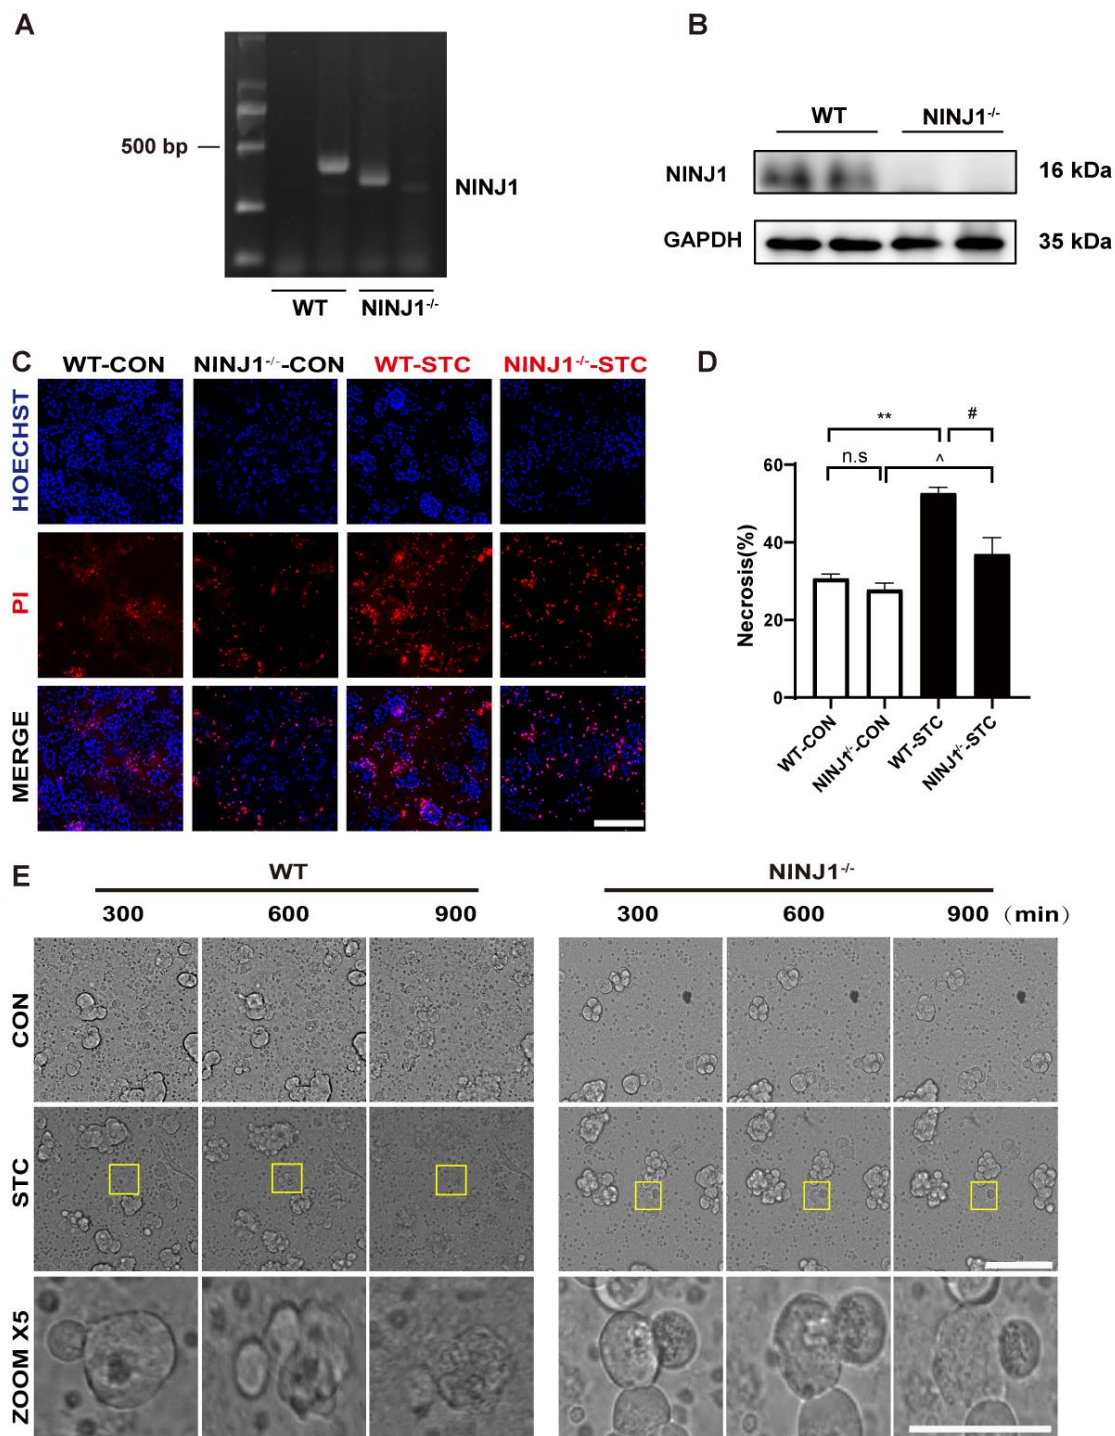 A
500 bp
NINJ1
WT NINJ1-/-
B
WT NINJ1-/-
NINJ1 16 kDa
GAPDH 35 kDa
C
WT-CON NINJ1-/--CON WT-STC NINJ1-/--STC
HOECHST
PI
MERGE
D
** #
n.s ^
60
40
20
0
Necrosis(%)
WT-CON
NINJ1-/-CON
WT-STC
NINJ1-/-STC
E
WT NINJ1-/-
300 600 900 300 600 900 (min)
CON
STC
ZOOM X5